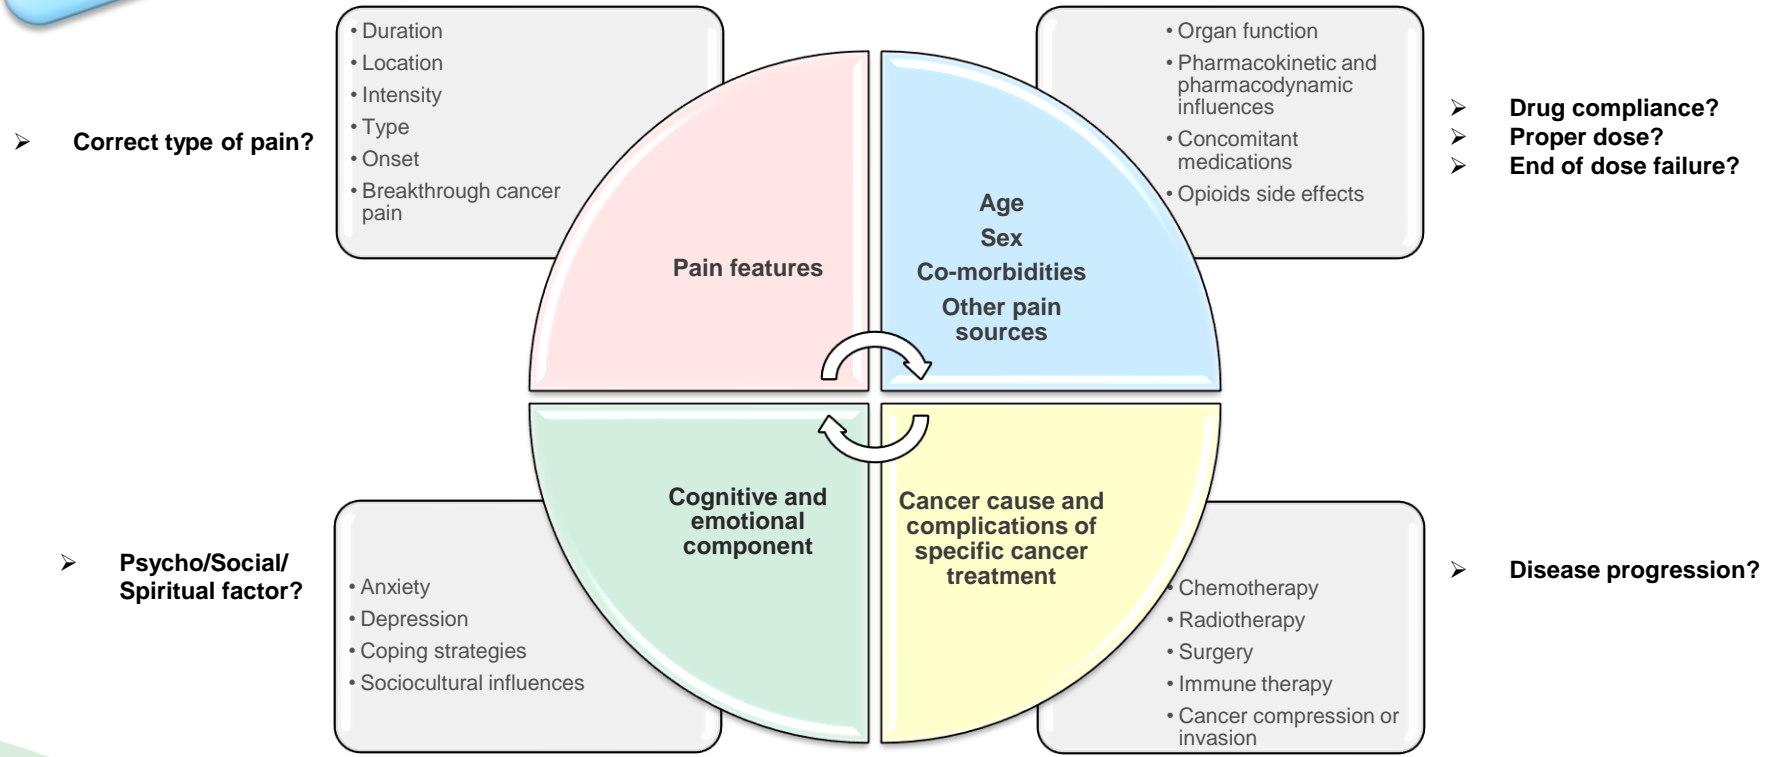 ➢ Correct type of pain?
• Duration
• Location
• Intensity
• Type
• Onset
• Breakthrough cancer
pain
Pain features
Age
Sex
Co-morbidities
Other pain
sources
• Organ function
• Pharmacokinetic and
pharmacodynamic
influences
• Concomitant
medications
• Opioids side effects
➢ Drug compliance?
➢ Proper dose?
➢ End of dose failure?
➢ Psycho/Social/
Spiritual factor?
• Anxiety
• Depression
• Coping strategies
• Sociocultural influences
Cognitive and
emotional
component
Cancer cause and
complications of
specific cancer
treatment
• Chemotherapy
• Radiotherapy
• Surgery
• Immune therapy
• Cancer compression or
invasion
➢ Disease progression?